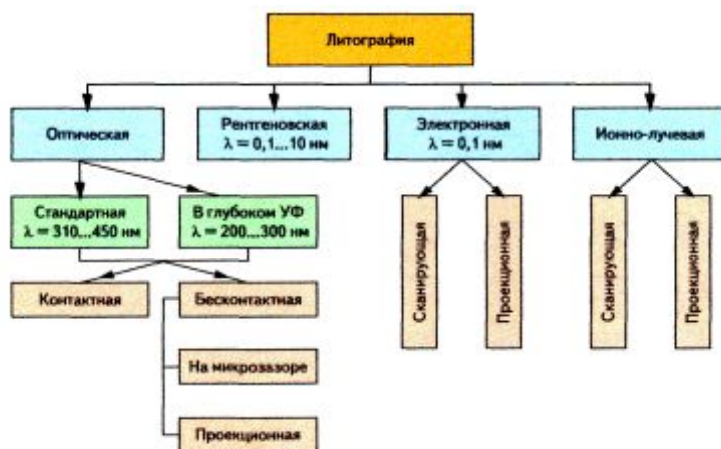 Литография
Оптическая
Рентгеновская
λ = 0,1...10 нм
Электронная
λ = 0,1 нм
Ионно-лучевая
Стандартная
λ = 310...450 нм
В глубоком УФ
λ = 200...300 нм
Контактная
Бесконтактная
На микрозазоре
Проекционная
Сканирующая
Проекционная
Сканирующая
Проекционная